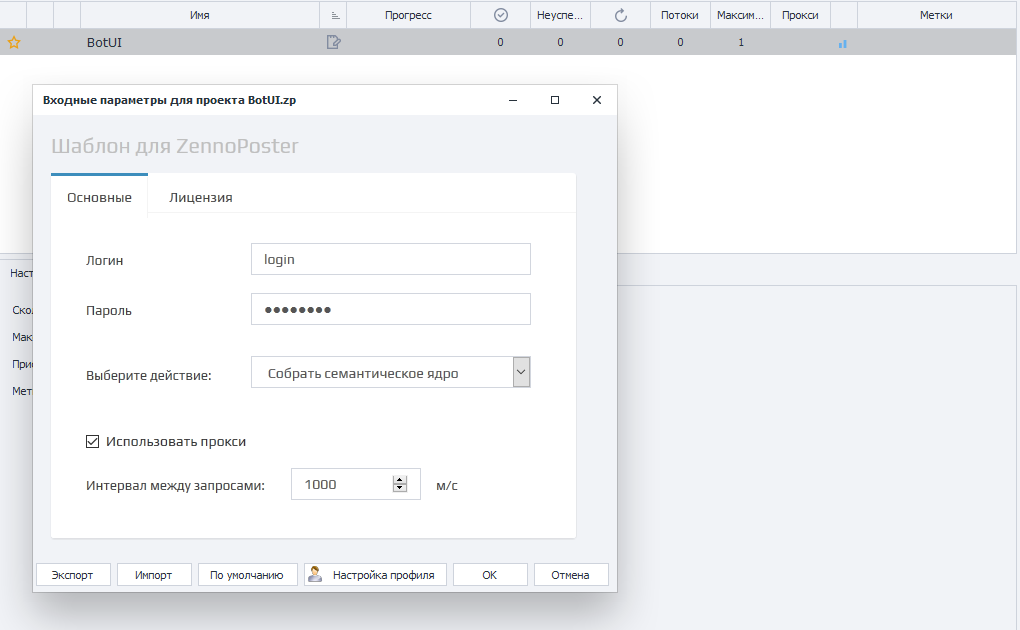 Имя Прогресс Неуспе... Потоки Максим... Прокси Метки
BotUI 0 0 0 0 1
Входные параметры для проекта BotUI.zp
Шаблон для ZennoPoster
Основные Лицензия
Логин login
Пароль ●●●●●●●●
Выберите действие: Собрать семантическое ядро
Использовать прокси
Интервал между запросами: 1000 м/с
Экспорт Импорт По умолчанию Настройка профиля OK Отмена
Наст
Скол
Мак
При
Мет